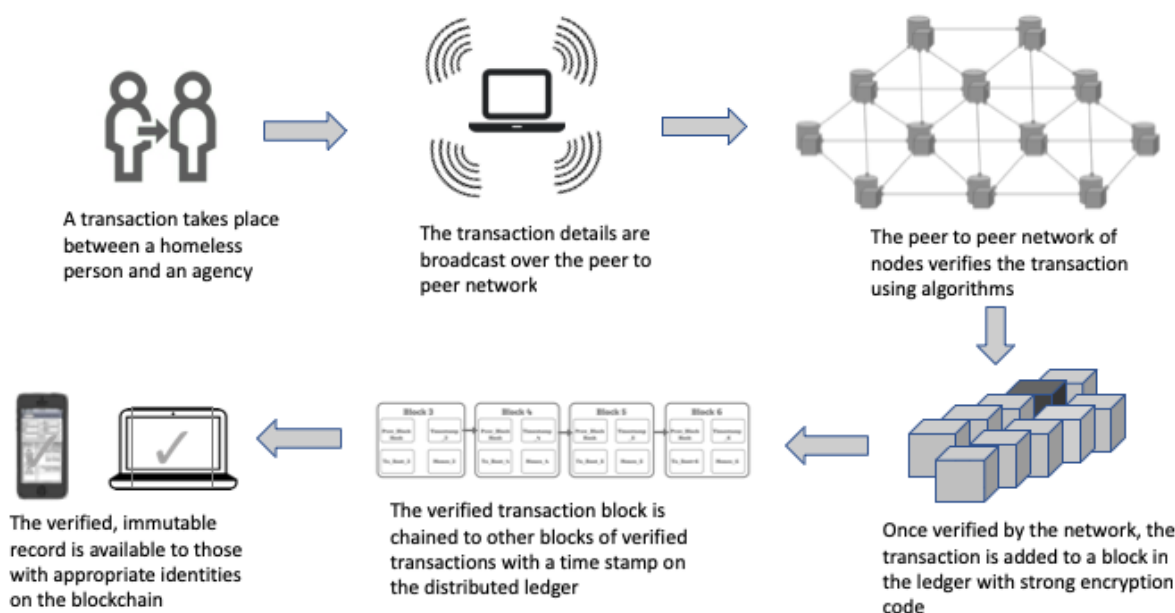 A transaction takes place
between a homeless
person and an agency
The transaction details are
broadcast over the peer to
peer network
The peer to peer network of
nodes verifies the transaction
using algorithms
Once verified by the network, the
transaction is added to a block in
the ledger with strong encryption
code
Block 3
Block 4
Block 5
Block 6
The verified transaction block is
chained to other blocks of verified
transactions with a time stamp on
the distributed ledger
The verified, immutable
record is available to those
with appropriate identities
on the blockchain